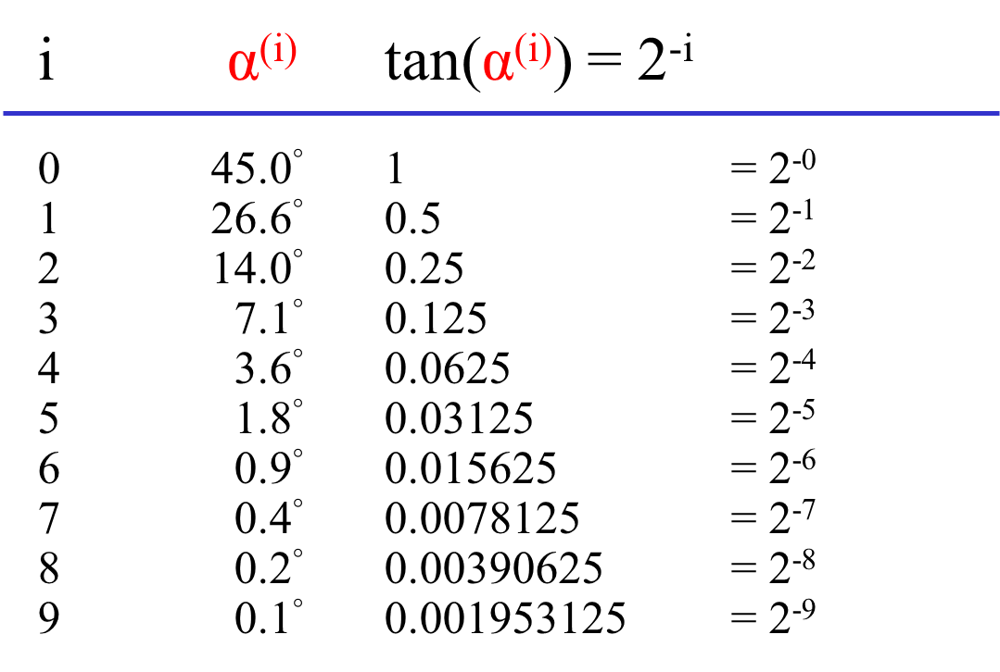 i α(i) tan(α(i)) = 2-i
0 45.0° 1 = 2-0
1 26.6° 0.5 = 2-1
2 14.0° 0.25 = 2-2
3 7.1° 0.125 = 2-3
4 3.6° 0.0625 = 2-4
5 1.8° 0.03125 = 2-5
6 0.9° 0.015625 = 2-6
7 0.4° 0.0078125 = 2-7
8 0.2° 0.00390625 = 2-8
9 0.1° 0.001953125 = 2-9